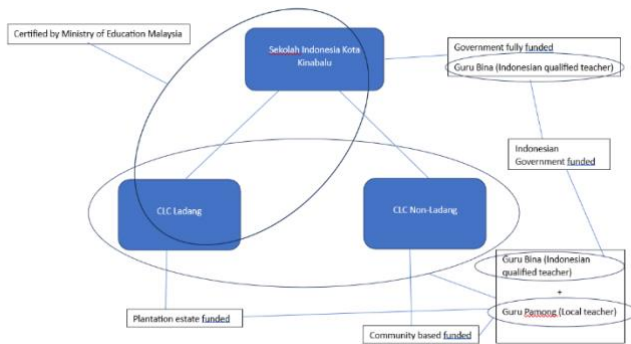 Certified by Ministry of Education Malaysia
Sekolah Indonesia Kota
Kinabalu
Government fully funded
Guru Bina (Indonesian qualified teacher)
Indonesian
Government funded
CLC Ladang
CLC Non-Ladang
Guru Bina (Indonesian
qualified teacher)
+
Guru Pamong (Local teacher)
Plantation estate funded
Community based funded